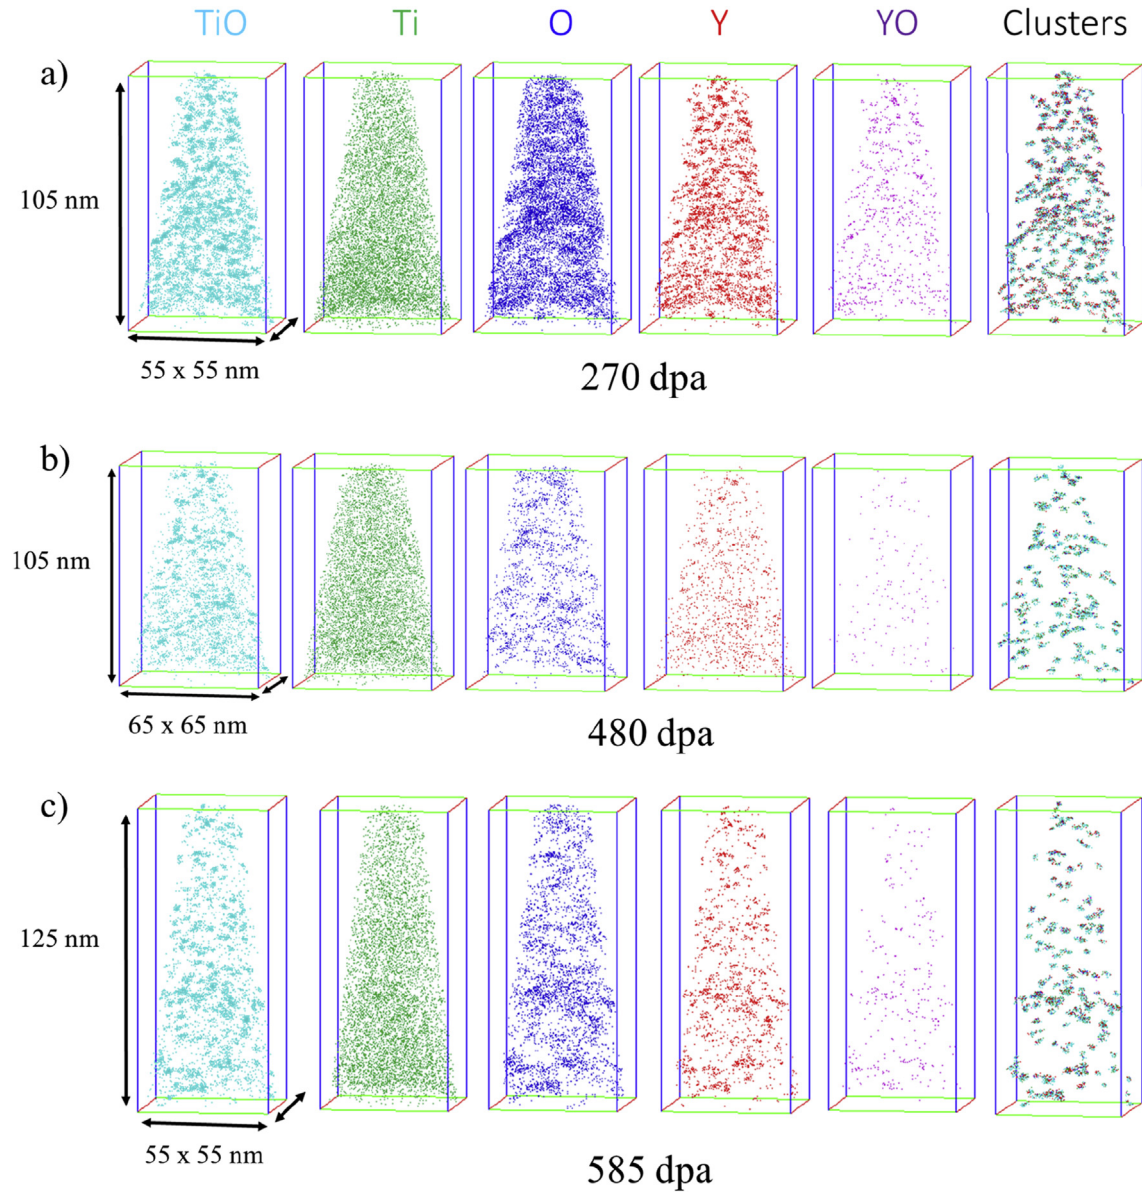 TiO Ti O Y YO Clusters
a)
105 nm
55 x 55 nm
270 dpa
b)
105 nm
65 x 65 nm
480 dpa
c)
125 nm
55 x 55 nm
585 dpa